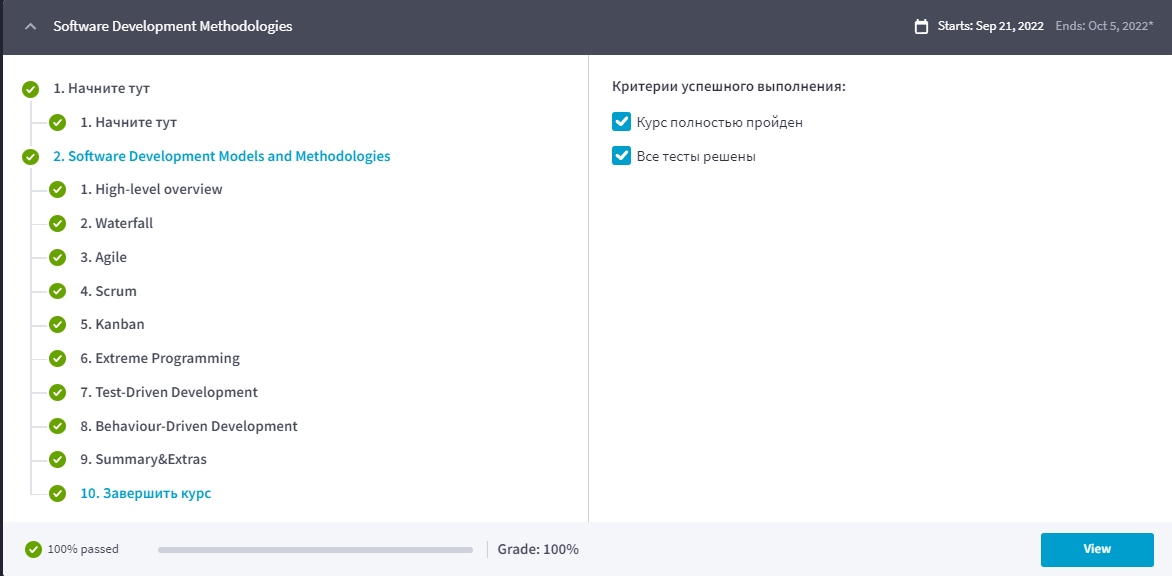 Software Development Methodologies
Starts: Sep 21, 2022 Ends: Oct 5, 2022*
1. Начните тут
1. Начните тут
2. Software Development Models and Methodologies
1. High-level overview
2. Waterfall
3. Agile
4. Scrum
5. Kanban
6. Extreme Programming
7. Test-Driven Development
8. Behaviour-Driven Development
9. Summary&Extras
10. Завершить курс
Критерии успешного выполнения:
Курс полностью пройден
Все тесты решены
100% passed
Grade: 100%
View